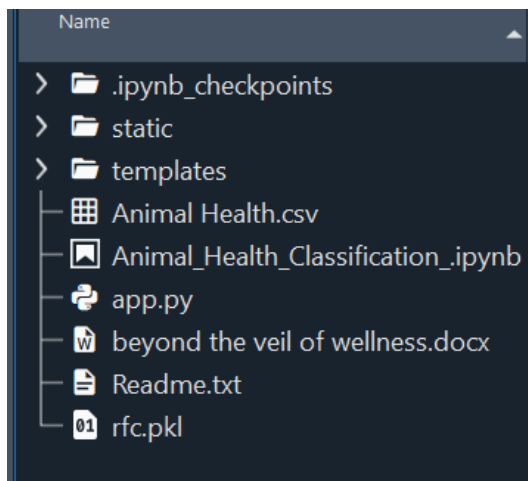 Name
.ipynb_checkpoints
static
templates
Animal Health.csv
Animal_Health_Classification_.ipynb
app.py
beyond the veil of wellness.docx
Readme.txt
rfc.pkl